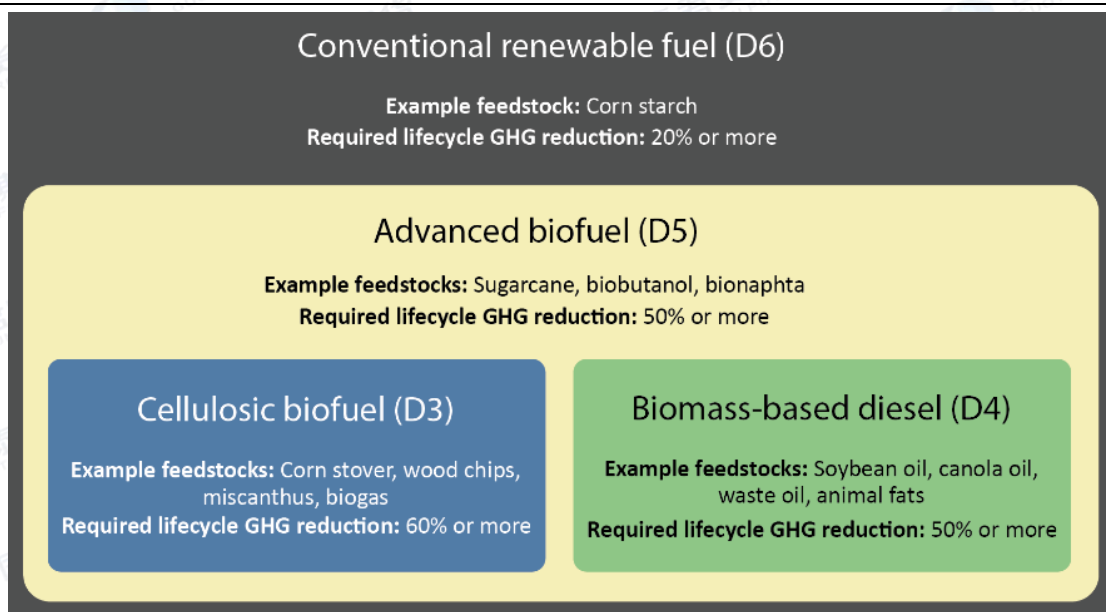 Conventional renewable fuel (D6)
Example feedstock: Corn starch
Required lifecycle GHG reduction: 20% or more
Advanced biofuel (D5)
Example feedstocks: Sugarcane, biobutanol, bionaphta
Required lifecycle GHG reduction: 50% or more
Cellulosic biofuel (D3)
Example feedstocks: Corn stover, wood chips,
miscanthus, biogas
Required lifecycle GHG reduction: 60% or more
Biomass-based diesel (D4)
Example feedstocks: Soybean oil, canola oil,
waste oil, animal fats
Required lifecycle GHG reduction: 50% or more